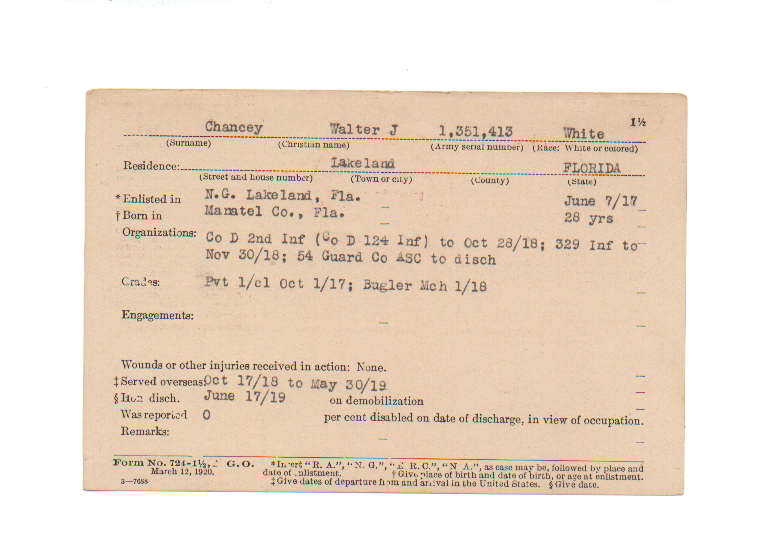 1½
Chancey Walter J 1,351,413 White
(Surname) (Christian name) (Army serial number) (Race: White or colored)
Residence: Lakeland FLORIDA
(Street and house number) (Town or city) (County) (State)
* Enlisted in N.G. Lakeland, Fla. June 7/17
† Born in Manatel Co., Fla. 28 yrs
Organizations: Co D 2nd Inf (Co D 124 Inf) to Oct 28/18; 329 Inf to
Nov 30/18; 54 Guard Co ASC to disch
Grades: Pvt 1/cl Oct 1/17; Bugler Mch 1/18
Engagements:
Wounds or other injuries received in action: None.
‡ Served overseas: Oct 17/18 to May 30/19
§ Hon disch. June 17/19 on demobilization
Was reported 0 per cent disabled on date of discharge, in view of occupation.
Remarks:
Form No. 724-1½, A. G. O. * Insert "R. A.", "N. G.", "E. R. C.", "N. A.", as case may be, followed by place and
March 12, 1920. date of enlistment. † Give place of birth and date of birth, or age at enlistment.
3—7688 ‡ Give dates of departure from and arrival in the United States. § Give date.